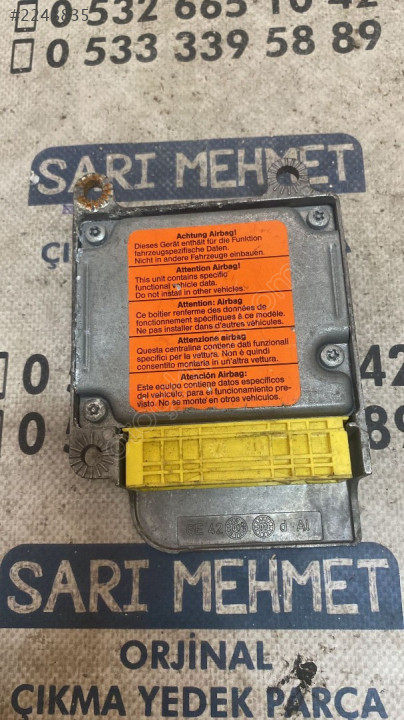 #2248835
0 532 665 10 42
0 533 339 58 89
SARI MEHMET
Achtung Airbag!
Dieses Gerät enthält für die Funktion
fahrzeugspezifische Daten.
Nicht in andere Fahrzeuge einbauen.
Attention Airbag!
This unit contains specific
functional vehicle data.
Do not install in other vehicles.
Attention: Airbag
Ce boitier renferme des données de
fonctionnement spécifiques à ce modèle.
Ne pas installer dans d'autres véhicules.
Attenzione airbag
Questa centralina contiene dati funzionali
specifici per la vettura. Non è quindi
consentito montarla in un'altra vettura.
Atención Airbag:
Este equipo contiene datos específicos
del vehículo, para el funcionamiento pre-
visto. No se monte en otros vehículos.
SARI MEHMET
ORJİNAL
ÇIKMA YEDEK PARÇA